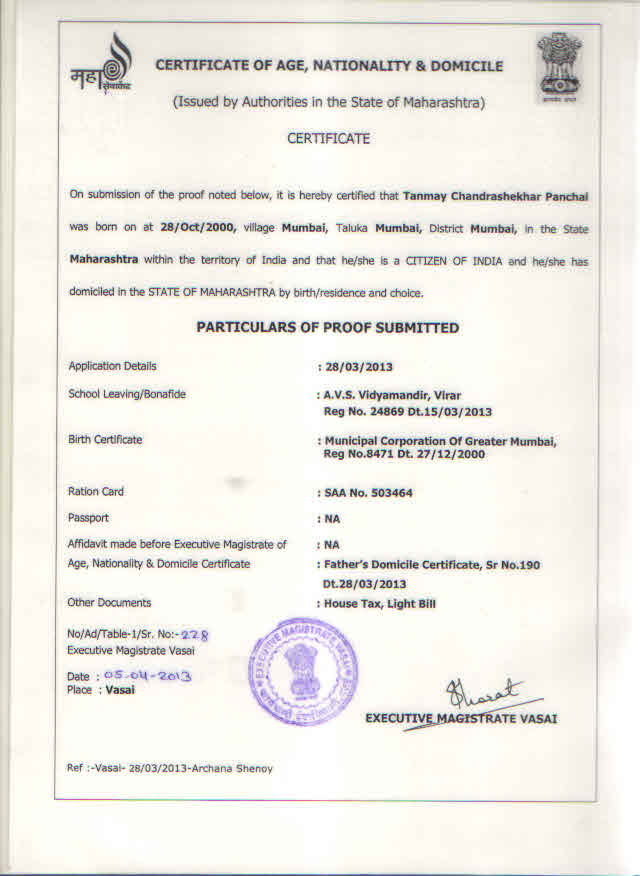 महा
सेवाकेंद्र
CERTIFICATE OF AGE, NATIONALITY & DOMICILE
(Issued by Authorities in the State of Maharashtra)
सत्यमेव जयते
CERTIFICATE
On submission of the proof noted below, it is hereby certified that Tanmay Chandrashekhar Panchal
was born on at 28/Oct/2000, village Mumbai, Taluka Mumbai, District Mumbai, in the State
Maharashtra within the territory of India and that he/she is a CITIZEN OF INDIA and he/she has
domiciled in the STATE OF MAHARASHTRA by birth/residence and choice.
PARTICULARS OF PROOF SUBMITTED
Application Details : 28/03/2013
School Leaving/Bonafide : A.V.S. Vidyamandir, Virar
Reg No. 24869 Dt.15/03/2013
Birth Certificate : Municipal Corporation Of Greater Mumbai,
Reg No.8471 Dt. 27/12/2000
Ration Card : SAA No. 503464
Passport : NA
Affidavit made before Executive Magistrate of : NA
Age, Nationality & Domicile Certificate : Father's Domicile Certificate, Sr No.190
Dt.28/03/2013
Other Documents : House Tax, Light Bill
No/Ad/Table-1/Sr. No:- 228
Executive Magistrate Vasai
Date : 05-04-2013
Place : Vasai
EXECUTIVE MAGISTRATE VASAI
Bharat
EXECUTIVE MAGISTRATE VASAI
Ref :-Vasai- 28/03/2013-Archana Shenoy